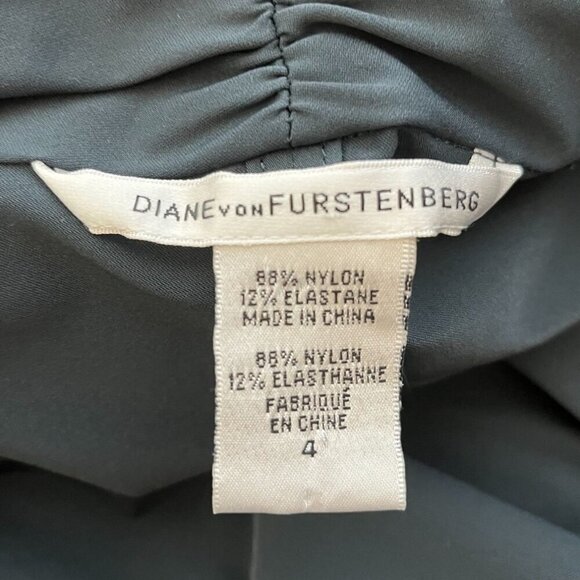 DIANE VON FURSTENBERG
88% NYLON
12% ELASTANE
MADE IN CHINA
88% NYLON
12% ELASTHANNE
FABRIQUÉ
EN CHINE
4